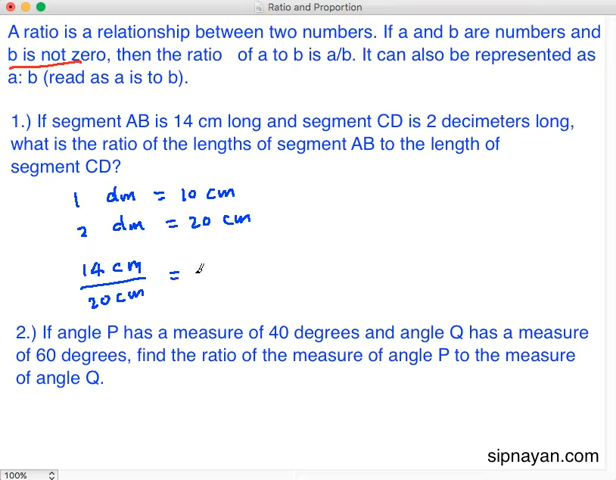 Ratio and Proportion
A ratio is a relationship between two numbers. If a and b are numbers and
b is not zero, then the ratio of a to b is a/b. It can also be represented as
a: b (read as a is to b).
1.) If segment AB is 14 cm long and segment CD is 2 decimeters long,
what is the ratio of the lengths of segment AB to the length of
segment CD?
1 dm = 10 cm
2 dm = 20 cm
14 cm
=
20 cm
2.) If angle P has a measure of 40 degrees and angle Q has a measure
of 60 degrees, find the ratio of the measure of angle P to the measure
of angle Q.
sipnayan.com
100%